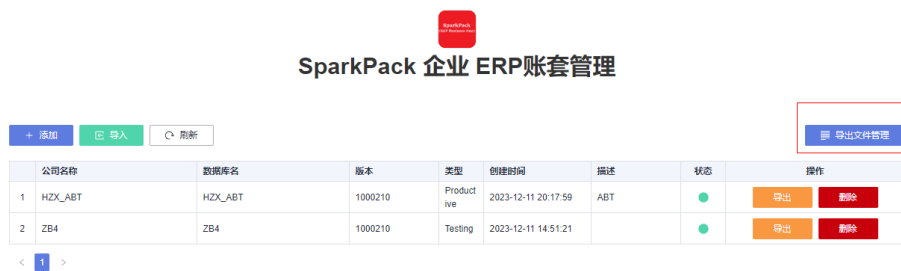 SparkPack
SparkPack 企业 ERP账套管理
+ 添加 导入 刷新 导出文件管理
公司名称 数据库名 版本 类型 创建时间 描述 状态 操作
1 HZX_ABT HZX_ABT 1000210 Product
ive 2023-12-11 20:17:59 ABT 导出 删除
2 ZB4 ZB4 1000210 Testing 2023-12-11 14:51:21 导出 删除
< 1 >